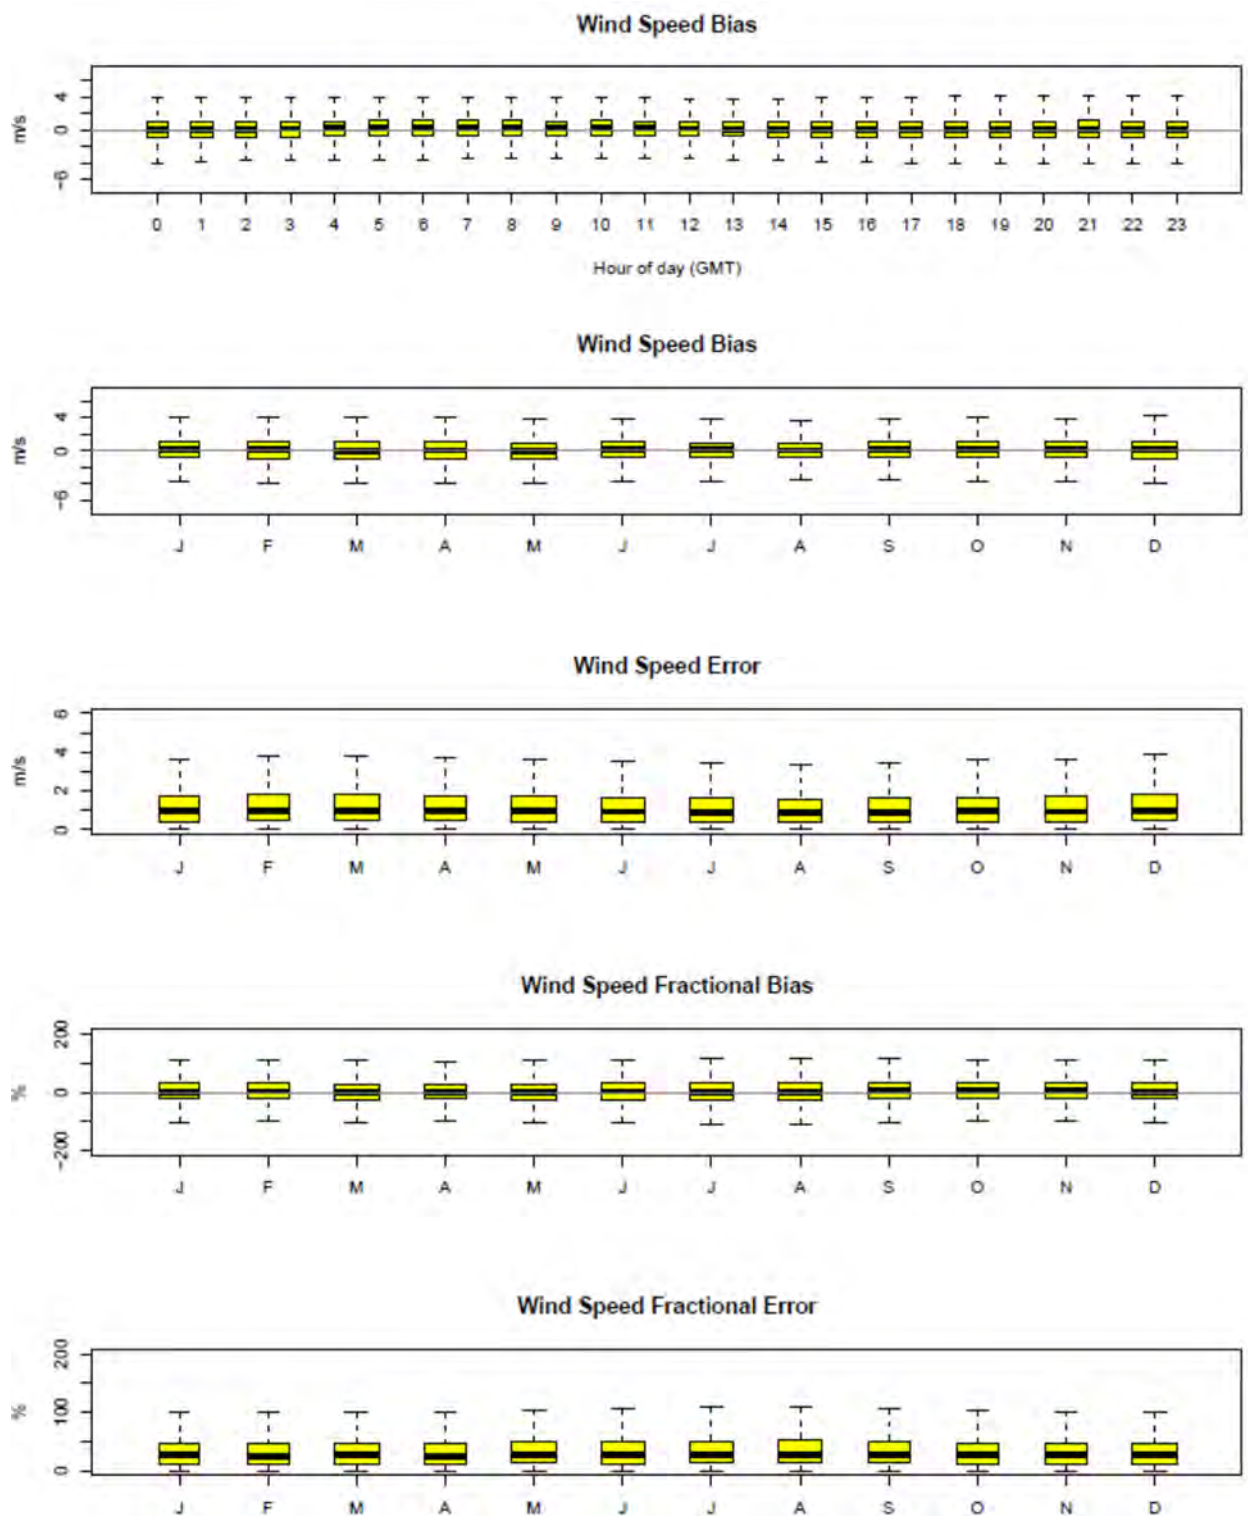 Wind Speed Bias
m/s
4
0
-6
0 1 2 3 4 5 6 7 8 9 10 11 12 13 14 15 16 17 18 19 20 21 22 23
Hour of day (GMT)
Wind Speed Bias
m/s
4
0
-6
J F M A M J J A S O N D
Wind Speed Error
m/s
6
4
2
0
J F M A M J J A S O N D
Wind Speed Fractional Bias
%
200
0
-200
J F M A M J J A S O N D
Wind Speed Fractional Error
%
200
100
0
J F M A M J J A S O N D